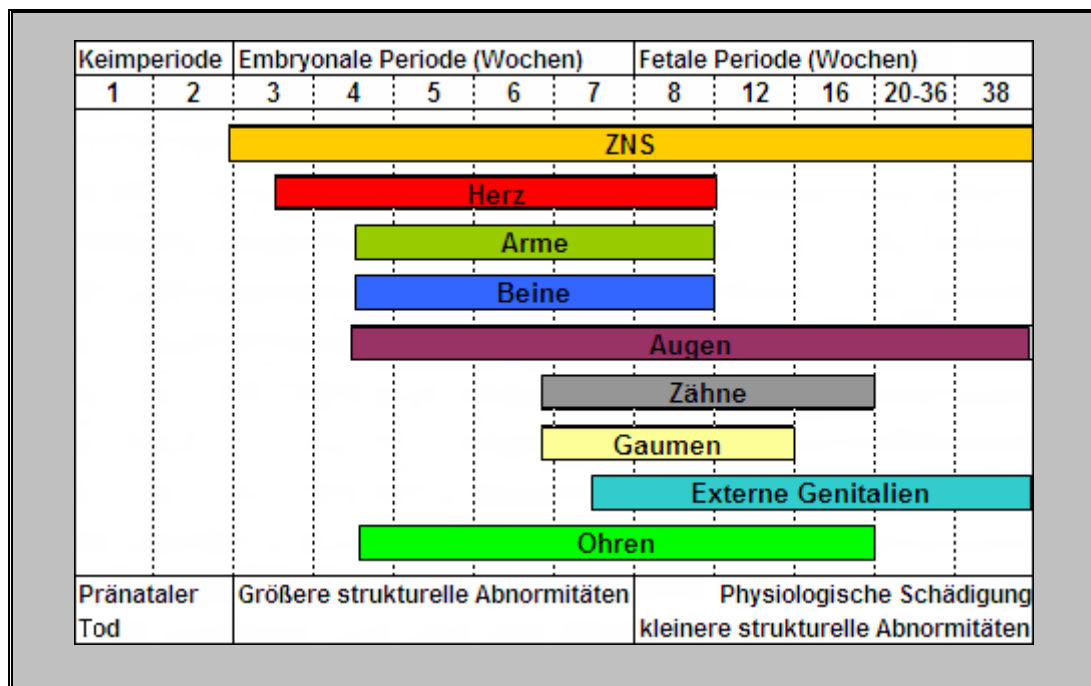 Keimperiode Embryonale Periode (Wochen) Fetale Periode (Wochen)
1 2 3 4 5 6 7 8 12 16 20-36 38
ZNS
Herz
Arme
Beine
Augen
Zähne
Gaumen
Externe Genitalien
Ohren
Pränataler Größere strukturelle Abnormitäten Physiologische Schädigung
Tod kleinere strukturelle Abnormitäten